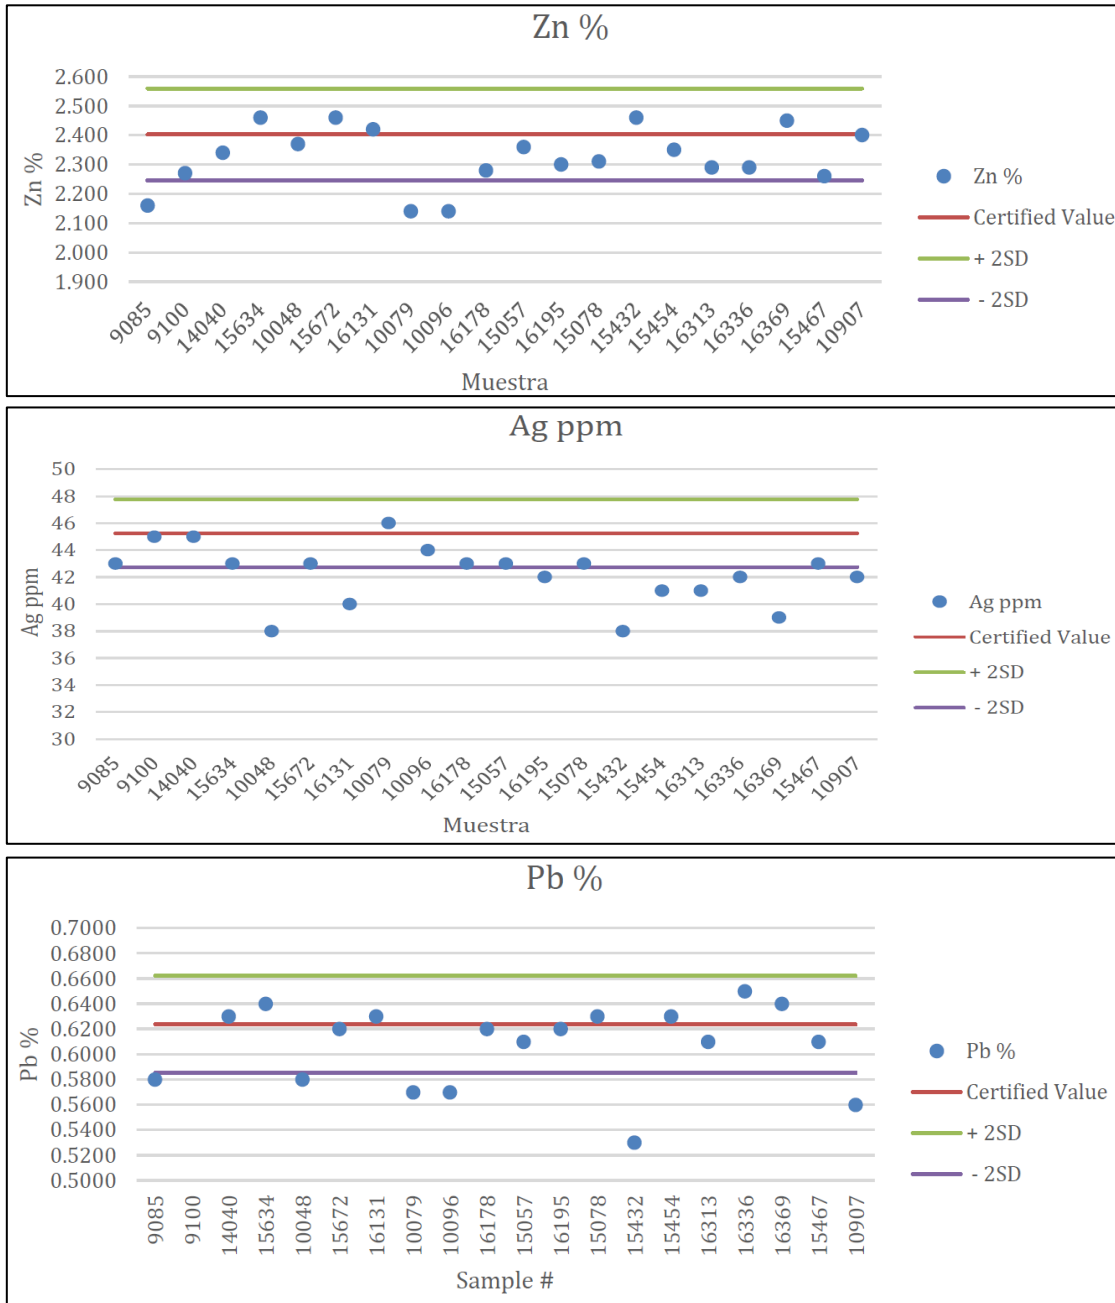 Zn %
2.600
2.500
2.400
2.300
2.200
2.100
2.000
1.900
Zn %
9085 9100 14040 15634 10048 15672 16131 10079 10096 16178 15057 16195 15078 15432 15454 16313 16336 16369 15467 10907
Muestra
Zn %
Certified Value
+ 2SD
- 2SD
Ag ppm
50
48
46
44
42
40
38
36
34
32
30
Ag ppm
9085 9100 14040 15634 10048 15672 16131 10079 10096 16178 15057 16195 15078 15432 15454 16313 16336 16369 15467 10907
Muestra
Ag ppm
Certified Value
+ 2SD
- 2SD
Pb %
0.7000
0.6800
0.6600
0.6400
0.6200
0.6000
0.5800
0.5600
0.5400
0.5200
0.5000
Pb %
9085 9100 14040 15634 10048 15672 16131 10079 10096 16178 15057 16195 15078 15432 15454 16313 16336 16369 15467 10907
Sample #
Pb %
Certified Value
+ 2SD
- 2SD